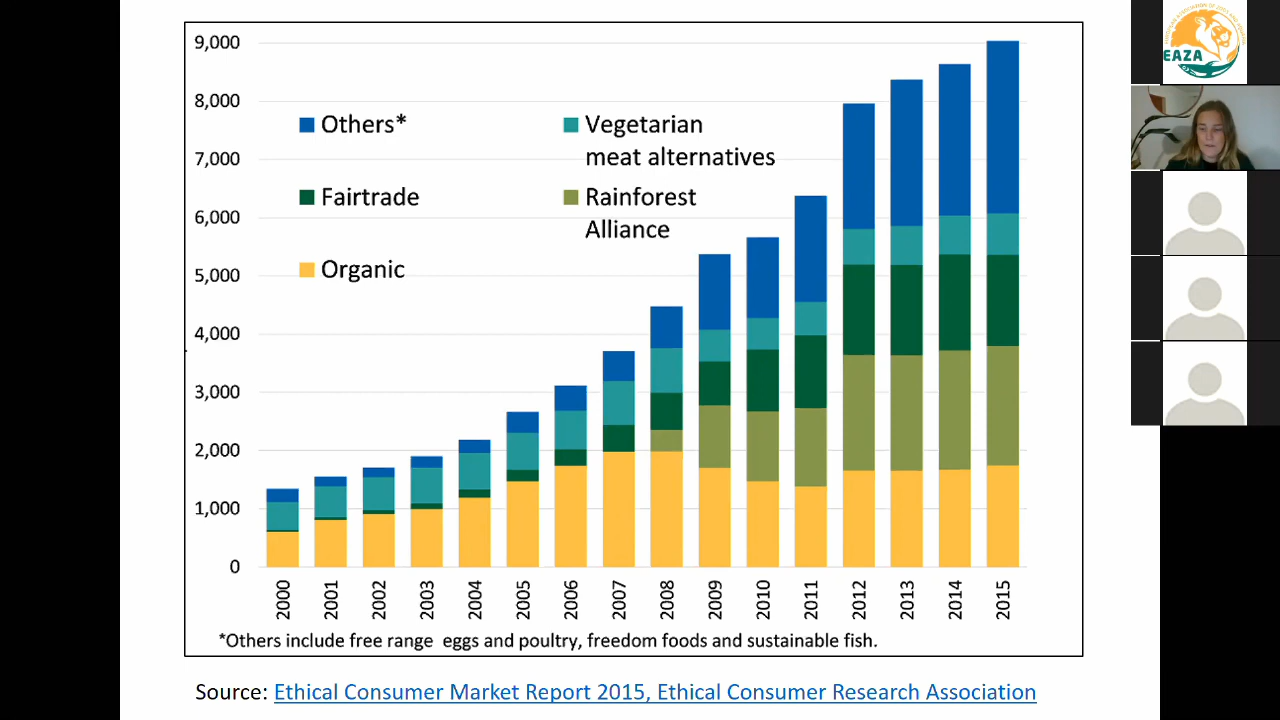 9,000
8,000
7,000
6,000
5,000
4,000
3,000
2,000
1,000
0
Others*
Vegetarian
meat alternatives
Fairtrade
Rainforest
Alliance
Organic
2000 2001 2002 2003 2004 2005 2006 2007 2008 2009 2010 2011 2012 2013 2014 2015
*Others include free range eggs and poultry, freedom foods and sustainable fish.
Source: Ethical Consumer Market Report 2015, Ethical Consumer Research Association
EAZA